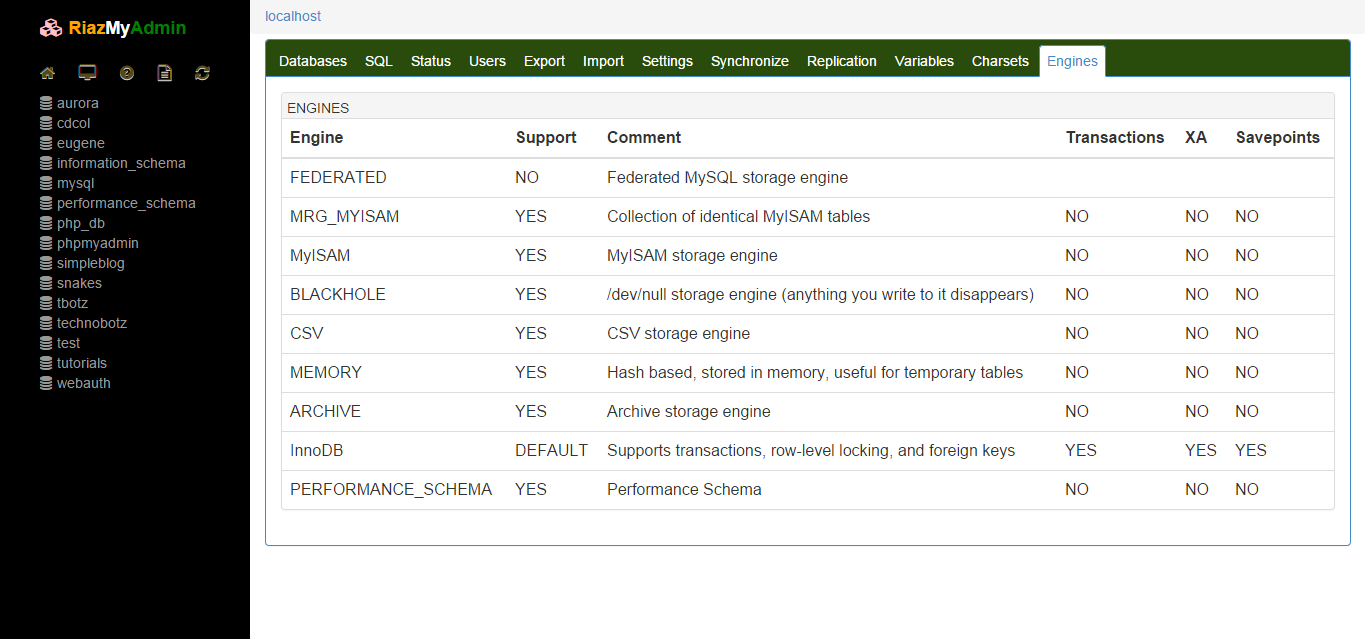 RiazMyAdmin
localhost
Databases SQL Status Users Export Import Settings Synchronize Replication Variables Charsets Engines
aurora
cdcol
eugene
information_schema
mysql
performance_schema
php_db
phpmyadmin
simpleblog
snakes
tbotz
technobotz
test
tutorials
webauth
ENGINES
Engine Support Comment Transactions XA Savepoints
FEDERATED NO Federated MySQL storage engine
MRG_MYISAM YES Collection of identical MyISAM tables NO NO NO
MyISAM YES MyISAM storage engine NO NO NO
BLACKHOLE YES /dev/null storage engine (anything you write to it disappears) NO NO NO
CSV YES CSV storage engine NO NO NO
MEMORY YES Hash based, stored in memory, useful for temporary tables NO NO NO
ARCHIVE YES Archive storage engine NO NO NO
InnoDB DEFAULT Supports transactions, row-level locking, and foreign keys YES YES YES
PERFORMANCE_SCHEMA YES Performance Schema NO NO NO